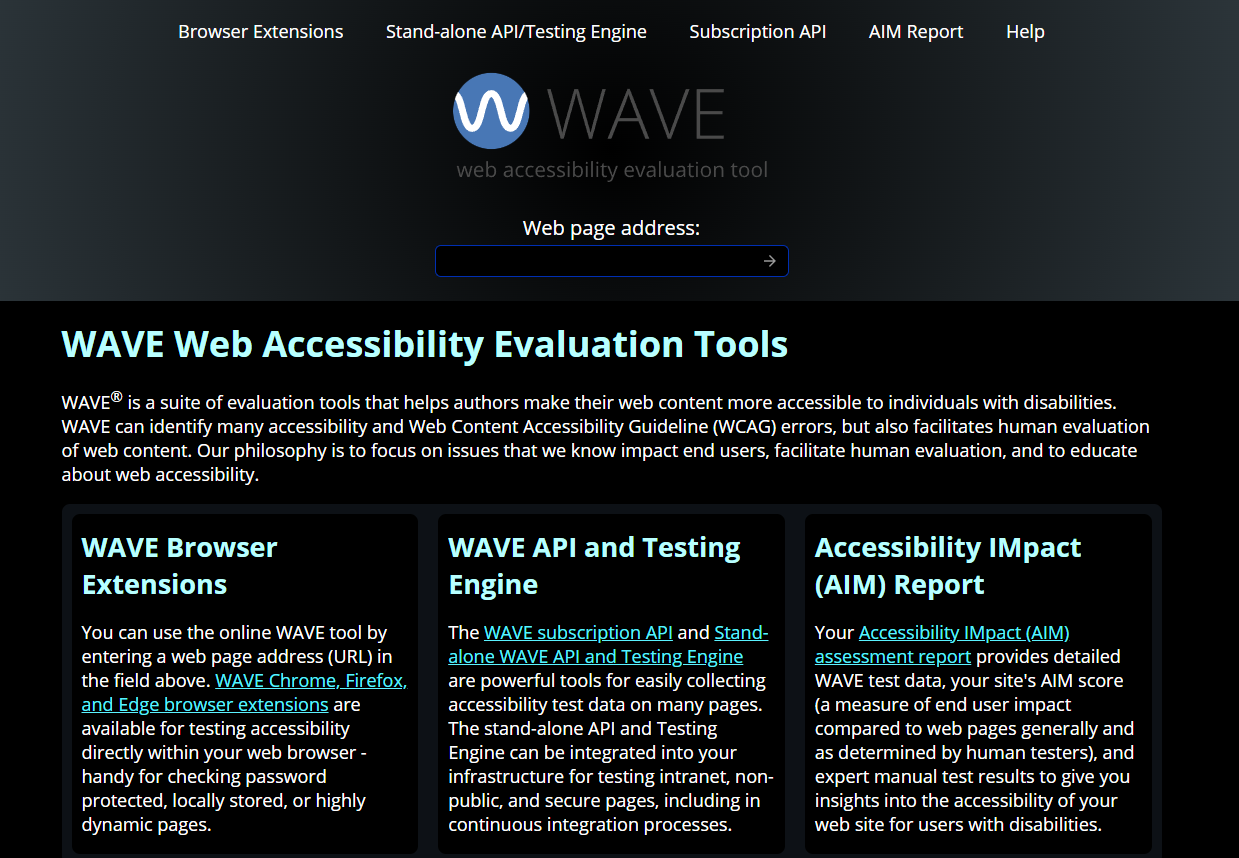 Browser Extensions Stand-alone API/Testing Engine Subscription API AIM Report Help
WAVE
web accessibility evaluation tool
Web page address:
WAVE Web Accessibility Evaluation Tools
WAVE® is a suite of evaluation tools that helps authors make their web content more accessible to individuals with disabilities.
WAVE can identify many accessibility and Web Content Accessibility Guideline (WCAG) errors, but also facilitates human evaluation
of web content. Our philosophy is to focus on issues that we know impact end users, facilitate human evaluation, and to educate
about web accessibility.
WAVE Browser
Extensions
You can use the online WAVE tool by
entering a web page address (URL) in
the field above. WAVE Chrome, Firefox,
and Edge browser extensions are
available for testing accessibility
directly within your web browser -
handy for checking password
protected, locally stored, or highly
dynamic pages.
WAVE API and Testing
Engine
The WAVE subscription API and Stand-
alone WAVE API and Testing Engine
are powerful tools for easily collecting
accessibility test data on many pages.
The stand-alone API and Testing
Engine can be integrated into your
infrastructure for testing intranet, non-
public, and secure pages, including in
continuous integration processes.
Accessibility IMpact
(AIM) Report
Your Accessibility IMpact (AIM)
assessment report provides detailed
WAVE test data, your site's AIM score
(a measure of end user impact
compared to web pages generally and
as determined by human testers), and
expert manual test results to give you
insights into the accessibility of your
web site for users with disabilities.